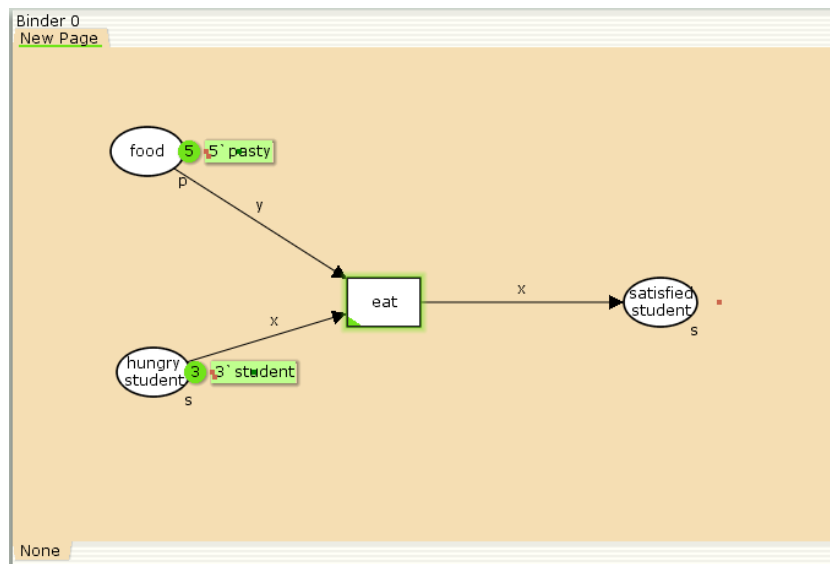 Binder 0
New Page
food
5
5`pasty
p
y
eat
x
satisfied
student
s
x
hungry
student
3
3`student
s
None